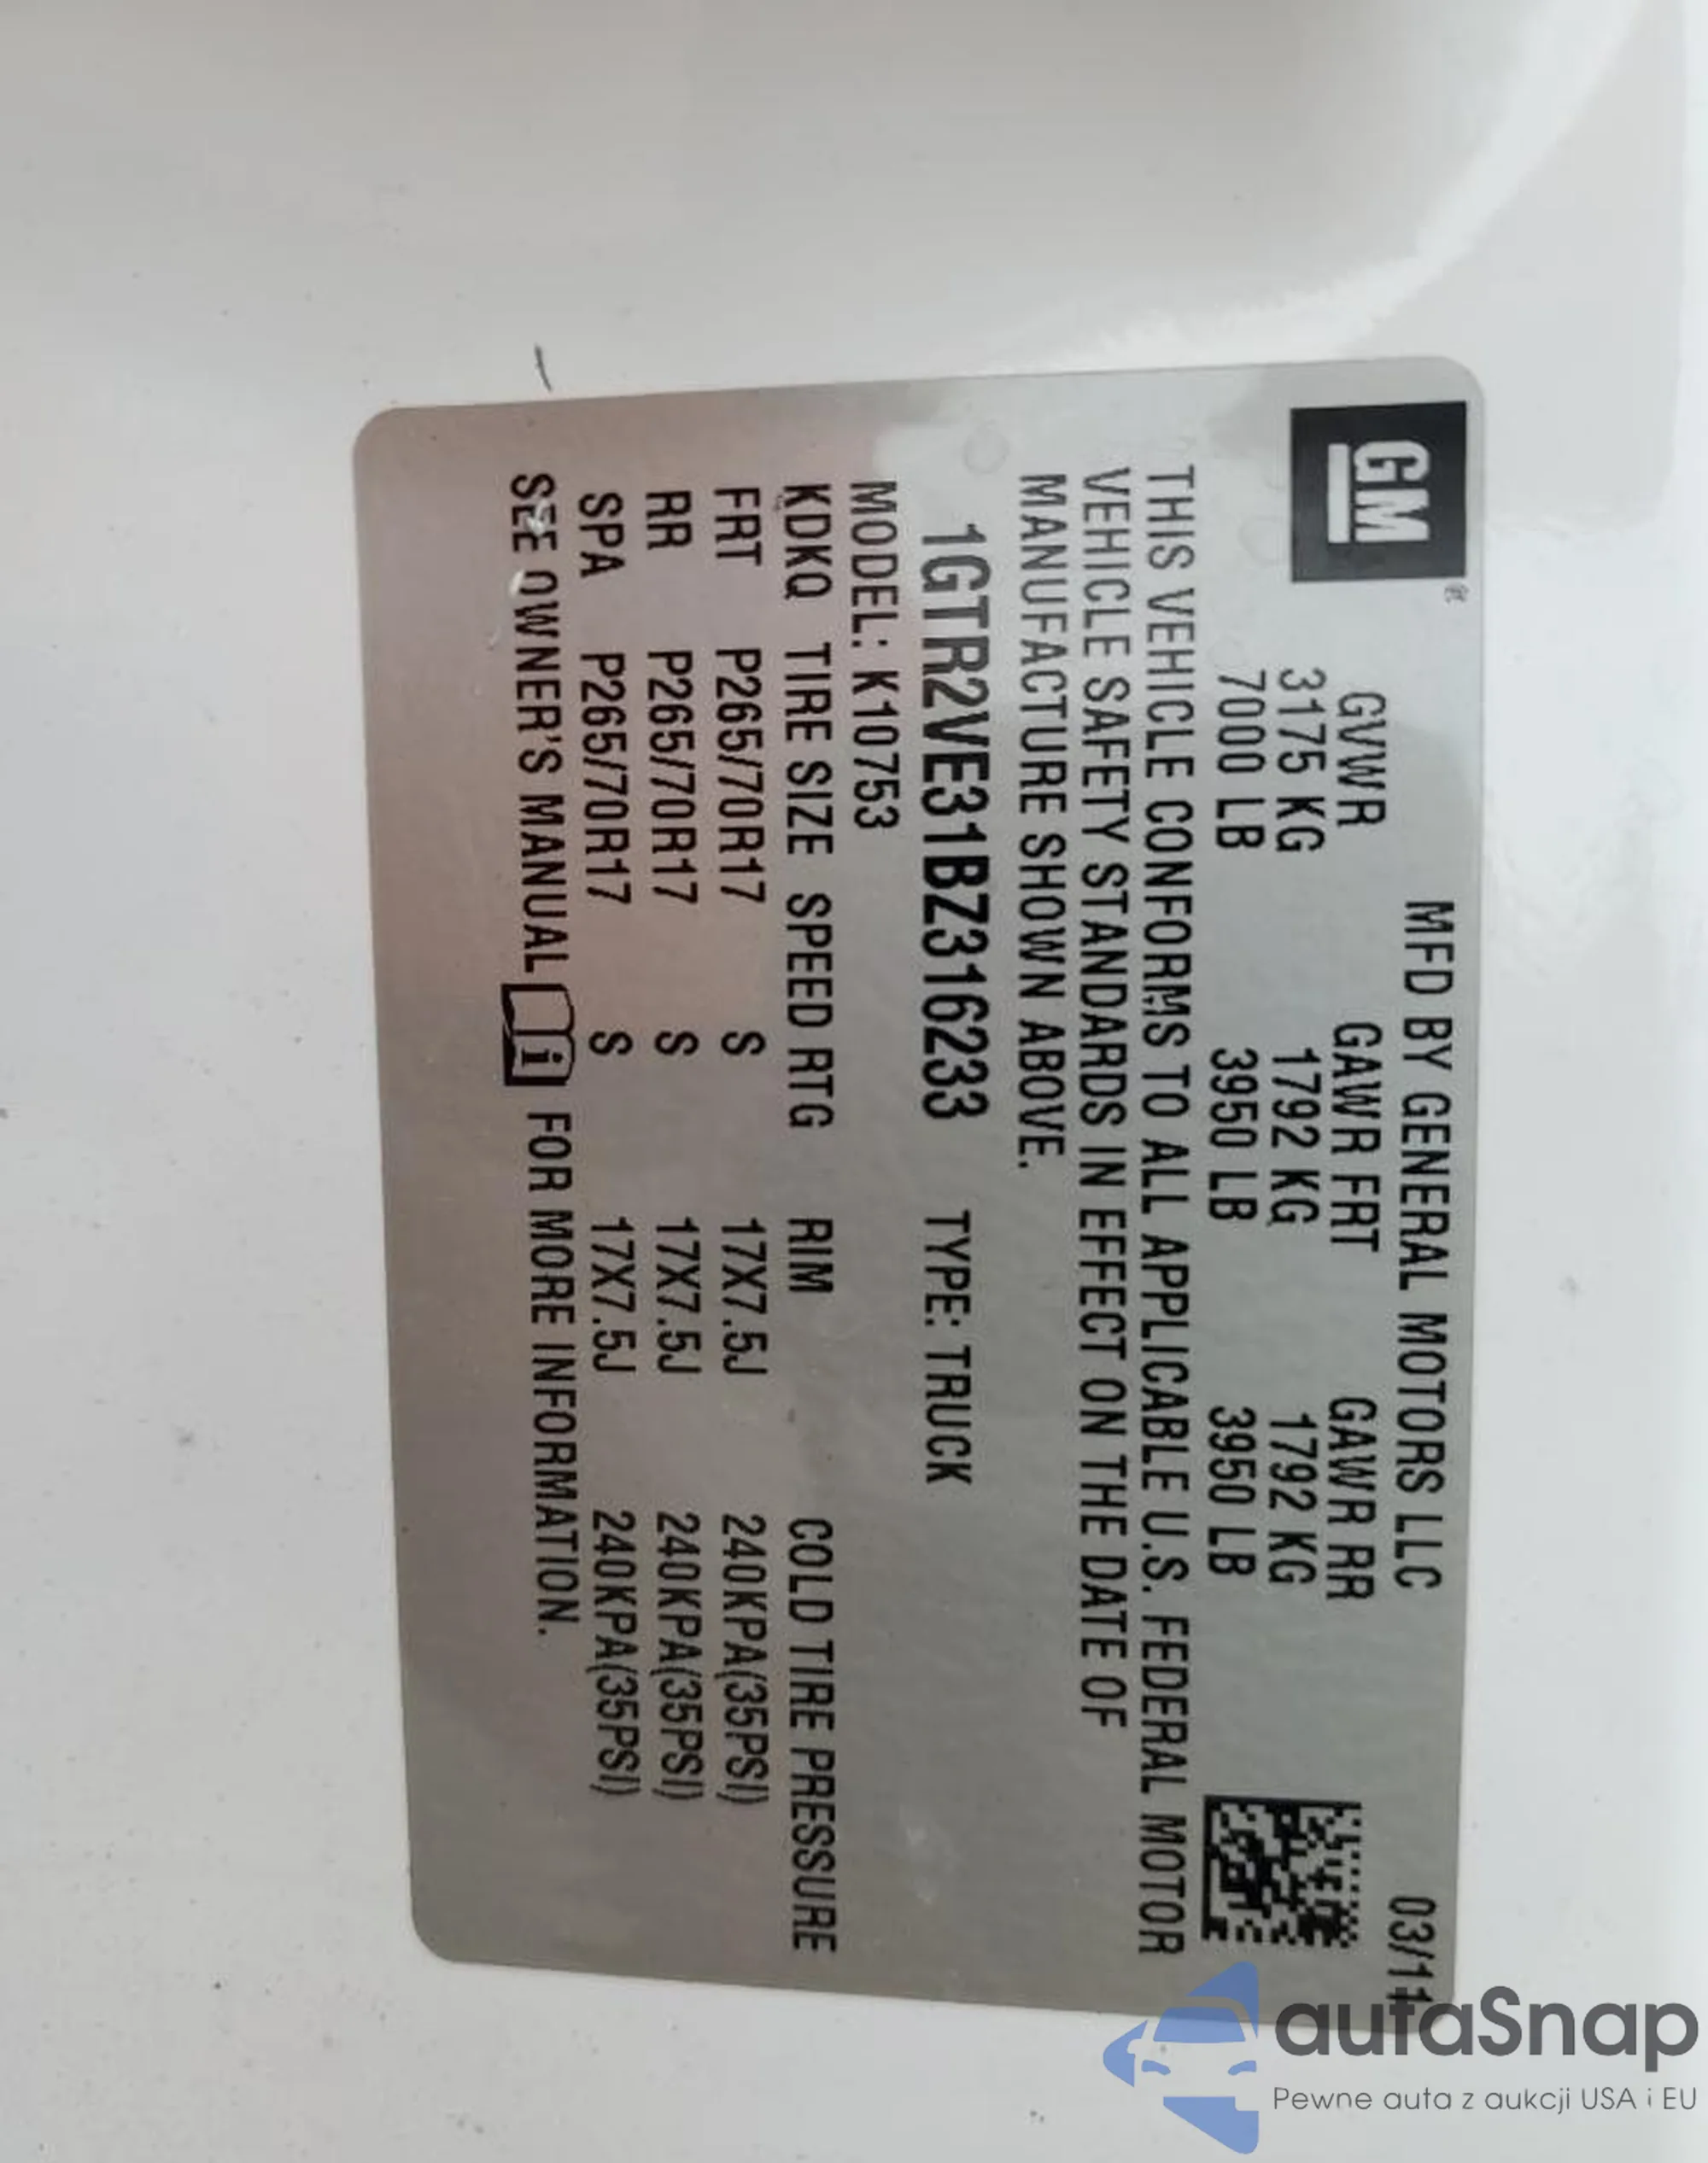 GM®
MFD BY GENERAL MOTORS LLC 03/11
GVWR GAWR FRT GAWR RR
3175 KG 1792 KG 1792 KG
7000 LB 3950 LB 3950 LB
THIS VEHICLE CONFORMS TO ALL APPLICABLE U.S. FEDERAL MOTOR
VEHICLE SAFETY STANDARDS IN EFFECT ON THE DATE OF
MANUFACTURE SHOWN ABOVE.
1GTR2VE31BZ316233 TYPE: TRUCK
MODEL: K10753
KDKQ TIRE SIZE SPEED RTG RIM COLD TIRE PRESSURE
FRT P265/70R17 S 17X7.5J 240KPA(35PSI)
RR P265/70R17 S 17X7.5J 240KPA(35PSI)
SPA P265/70R17 S 17X7.5J 240KPA(35PSI)
SEE OWNER'S MANUAL i FOR MORE INFORMATION.
autaSnap
Pewne auta z aukcji USA i EU